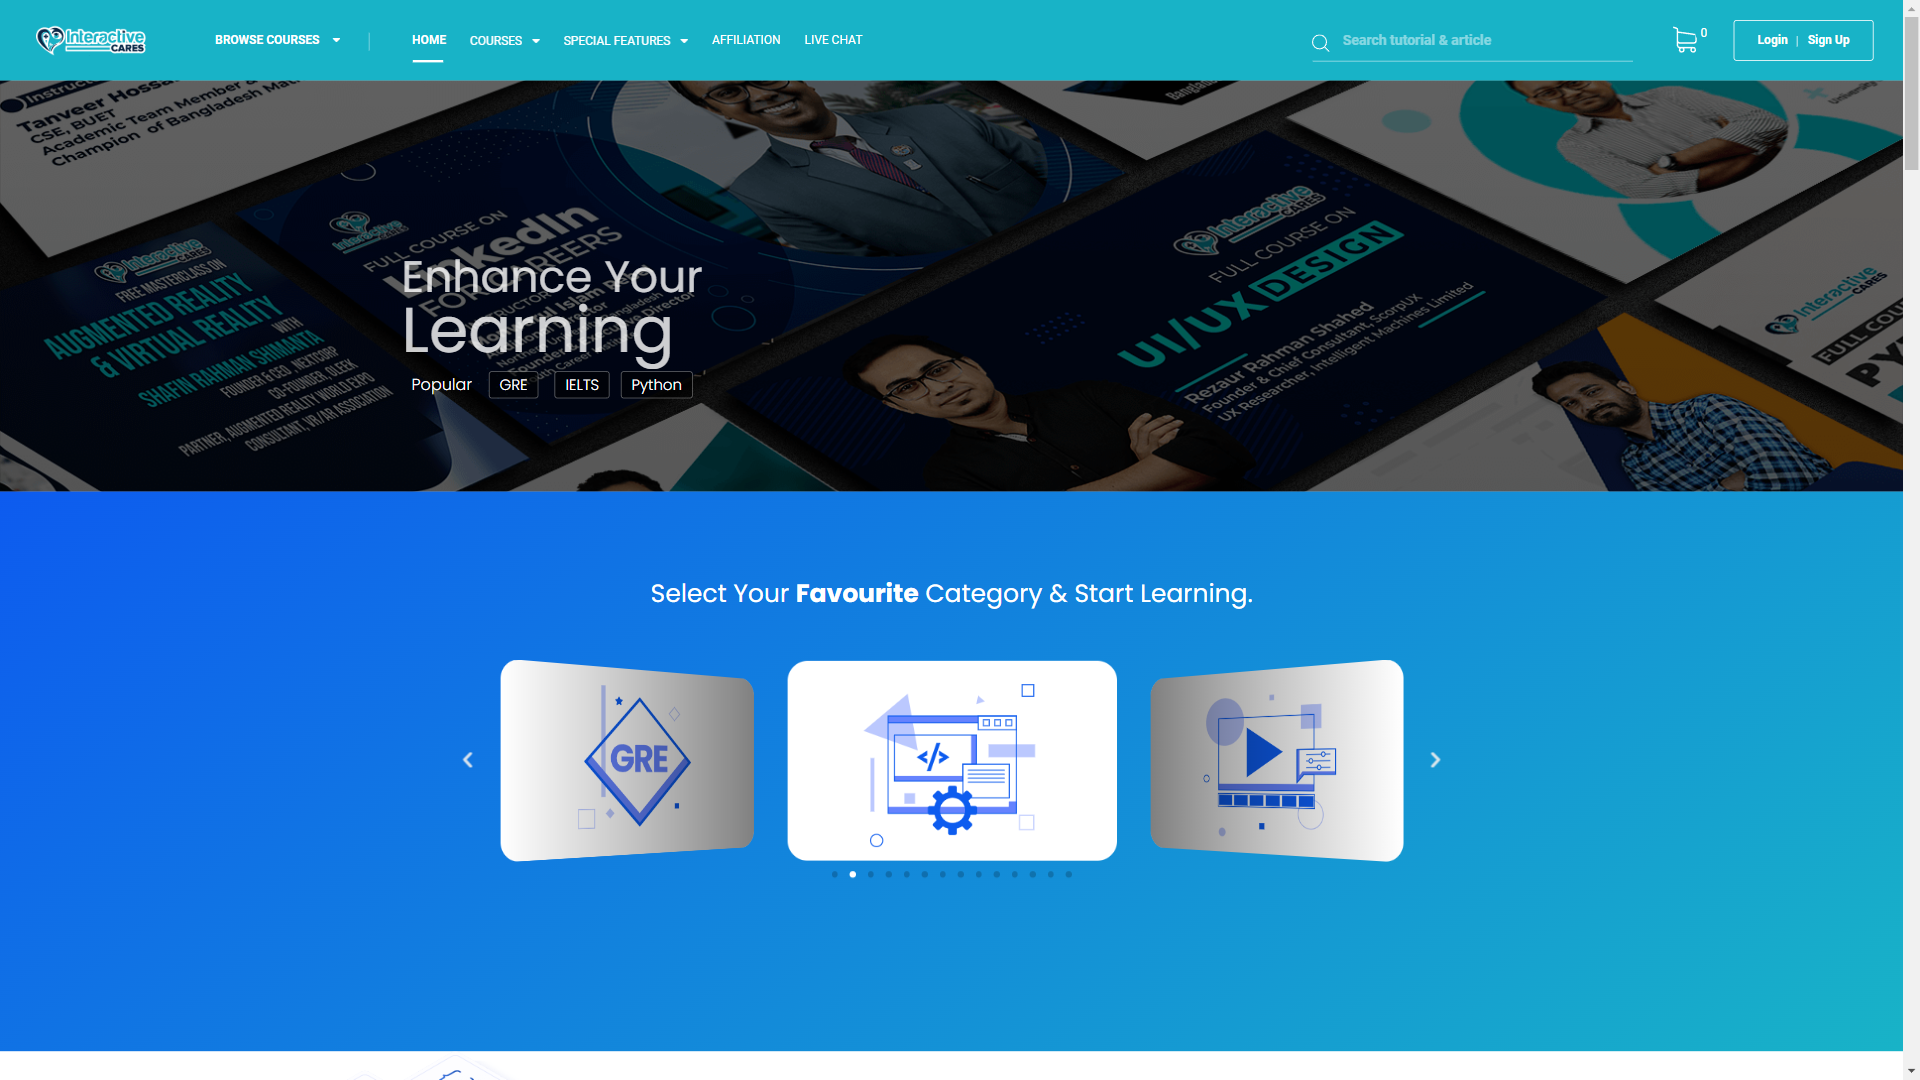 Interactive CARES
BROWSE COURSES
HOME
COURSES
SPECIAL FEATURES
AFFILIATION
LIVE CHAT
Search tutorial & article
0
Login | Sign Up
Tanveer Hossa
CSE, BUET
Academic Team Member &
Champion of Bangladesh Ma
Interactive CARES
FREE MASTERCLASS ON
AUGMENTED REALITY
& VIRTUAL REALITY
WITH
SHAFIN RAHMAN SHIMANTA
FOUNDER & CEO, NEXTCORP
CO-FOUNDER, OLEEK
AUGMENTED REALITY WORLD EXPO
PARTNER, AUGMENTED REALITY
CONSULTANT, VR/AR ASSOCIATION
Interactive CARES
FULL COURSE ON
LinkedIn
FOR CAREERS
Enhance Your
Learning
Popular
GRE
IELTS
Python
Interactive CARES
FULL COURSE ON
UI/UX DESIGN
Rezaur Rahman Shahed
Founder & Chief Consultant, ScorpUX
UX Researcher, Intelligent Machines Limited
Interactive CARES
FULL COU
PY
Select Your Favourite Category & Start Learning.
GRE